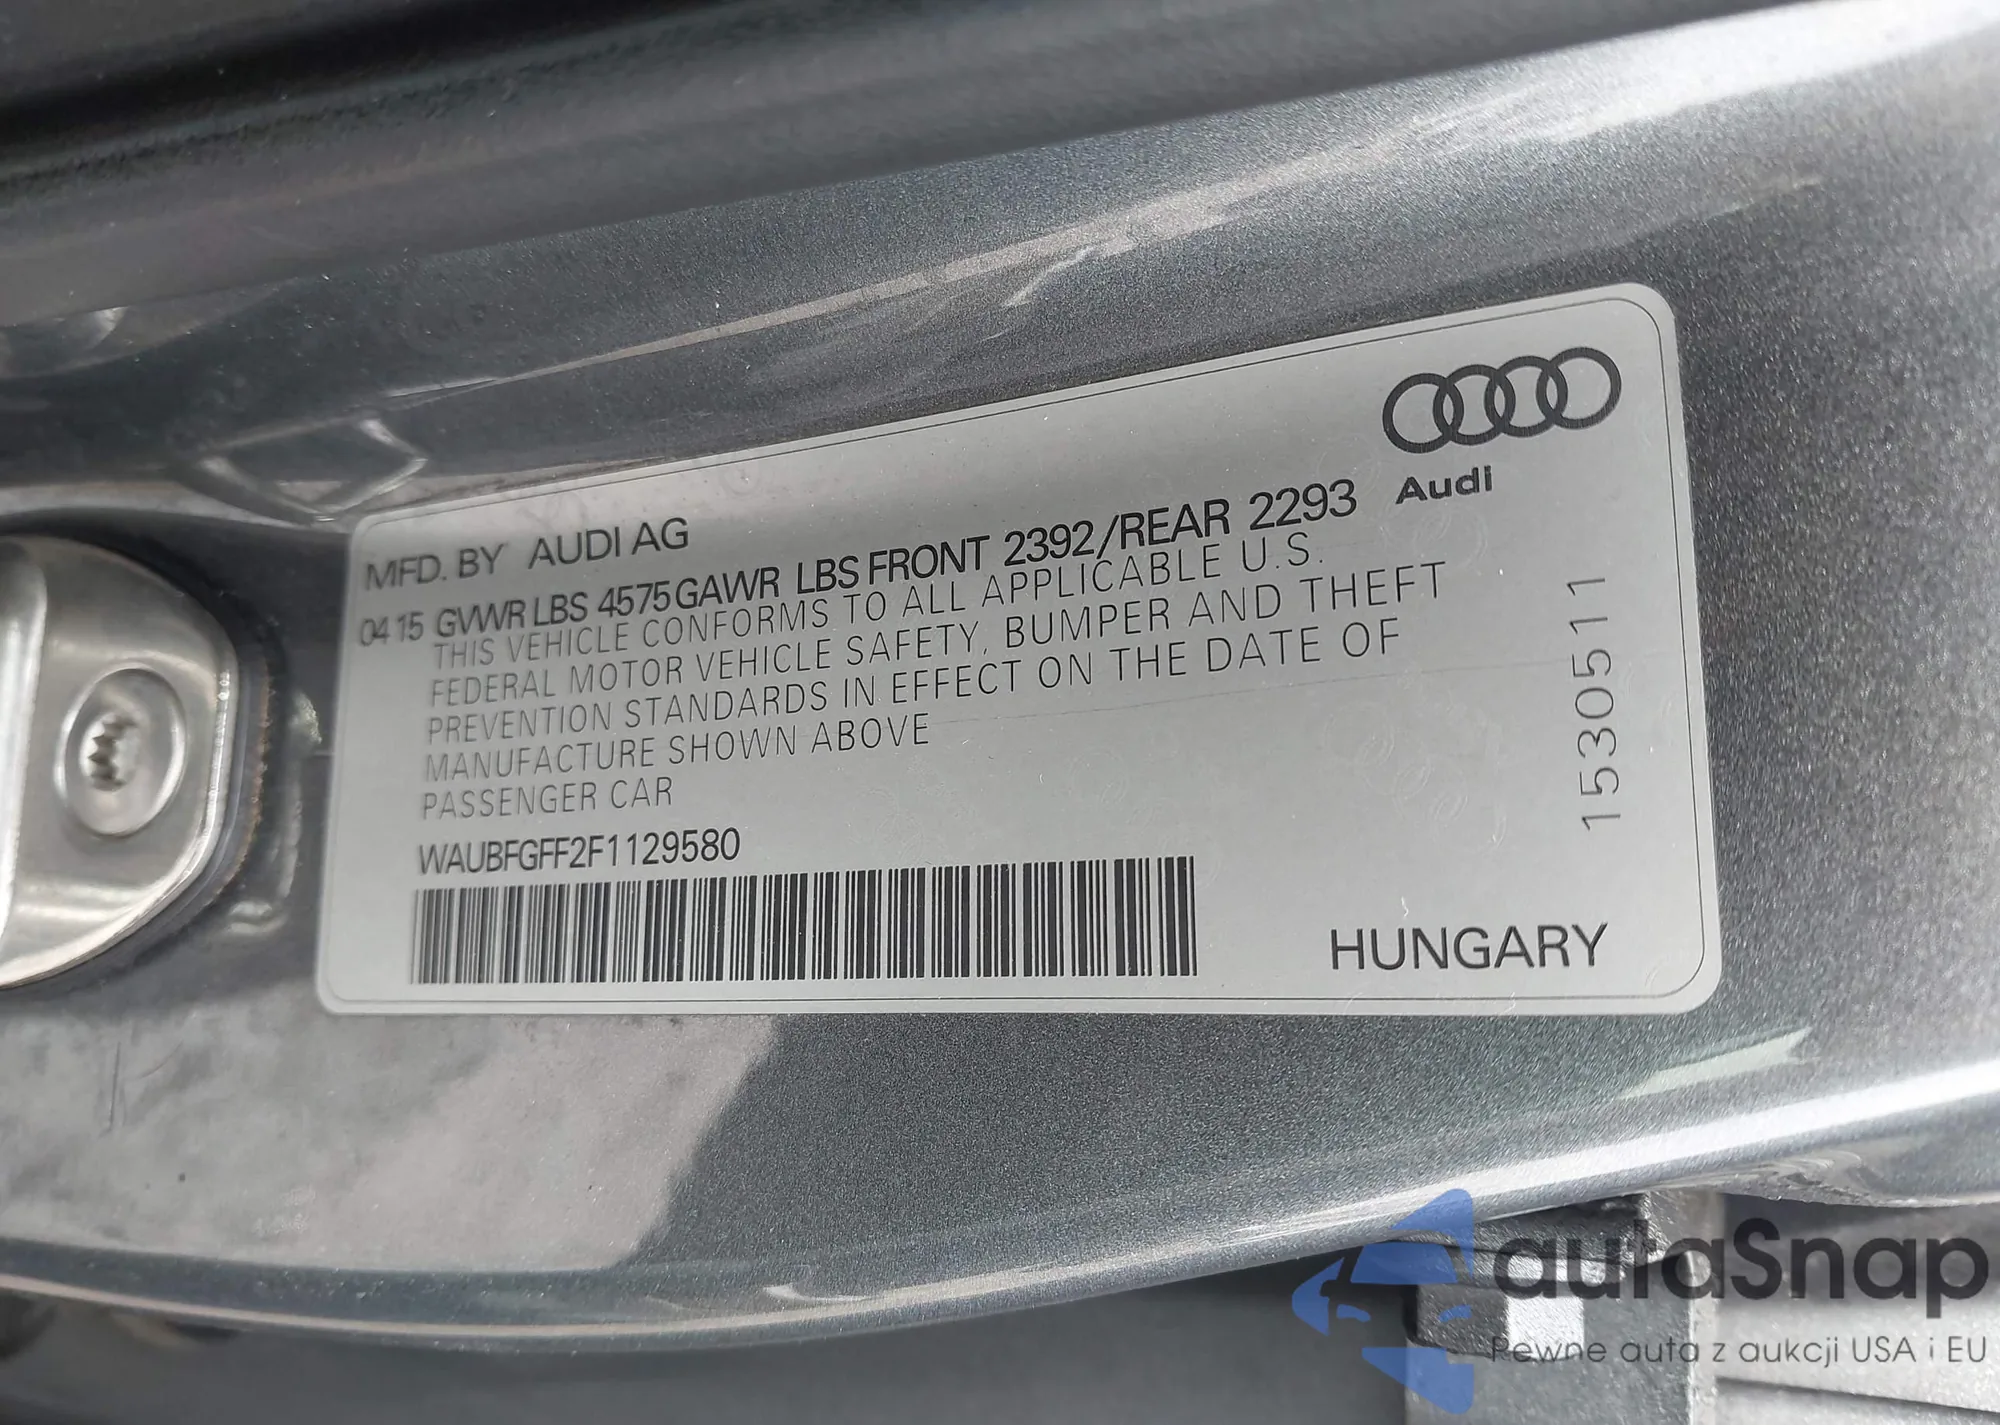 Audi
MFD. BY AUDI AG
04 15 GVWR LBS 4575 GAWR LBS FRONT 2392/REAR 2293
THIS VEHICLE CONFORMS TO ALL APPLICABLE U.S.
FEDERAL MOTOR VEHICLE SAFETY, BUMPER AND THEFT
PREVENTION STANDARDS IN EFFECT ON THE DATE OF
MANUFACTURE SHOWN ABOVE
PASSENGER CAR
WAUBFGFF2F1129580
1530511
HUNGARY
autaSnap
Pewne auta z aukcji USA i EU